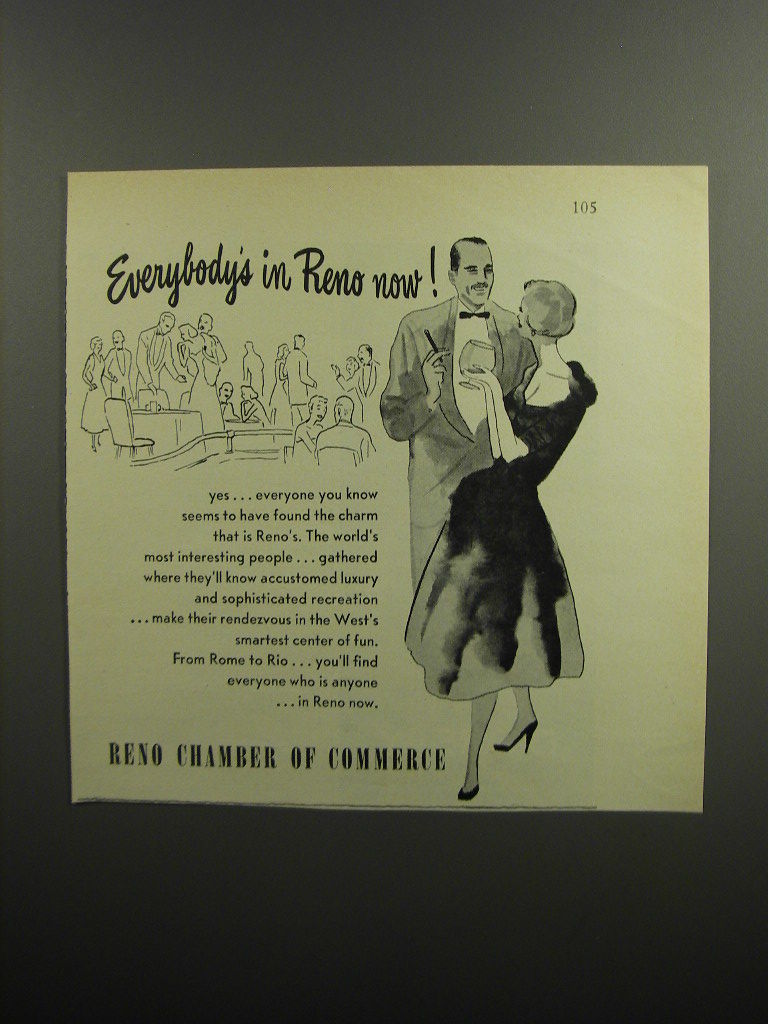 105
Everybody's in Reno now!
yes... everyone you know
seems to have found the charm
that is Reno's. The world's
most interesting people... gathered
where they'll know accustomed luxury
and sophisticated recreation
...make their rendezvous in the West's
smartest center of fun.
From Rome to Rio... you'll find
everyone who is anyone
...in Reno now.
RENO CHAMBER OF COMMERCE